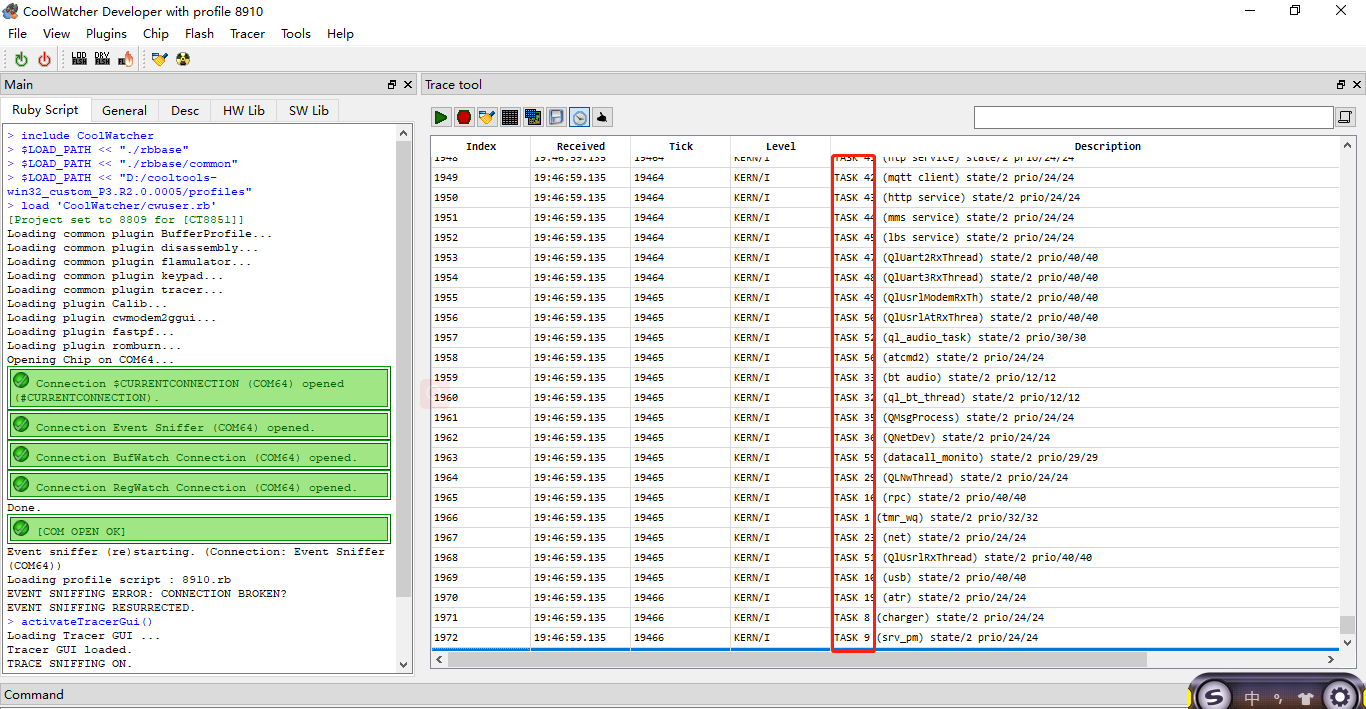 CoolWatcher Developer with profile 8910
File View Plugins Chip Flash Tracer Tools Help
Main
Ruby Script General Desc HW Lib SW Lib
> include CoolWatcher
> $LOAD_PATH << "./rbbase"
> $LOAD_PATH << "./rbbase/common"
> $LOAD_PATH << "D:/cooltools-
win32_custom_P3.R2.0.0005/profiles"
> load 'CoolWatcher/cwuser.rb'
[Project set to 8809 for [CT8851]]
Loading common plugin BufferProfile...
Loading common plugin disassembly...
Loading common plugin flamulator...
Loading common plugin keypad...
Loading common plugin tracer...
Loading plugin Calib...
Loading plugin cwmodem2ggui...
Loading plugin fastpf...
Loading plugin romburn...
Opening Chip on COM64...
Connection $CURRENTCONNECTION (COM64) opened
($CURRENTCONNECTION).
Connection Event Sniffer (COM64) opened.
Connection BufWatch Connection (COM64) opened.
Connection RegWatch Connection (COM64) opened.
Done.
[COM OPEN OK]
Event sniffer (re)starting. (Connection: Event Sniffer
(COM64))
Loading profile script : 8910.rb
EVENT SNIFFING ERROR: CONNECTION BROKEN?
EVENT SNIFFING RESURRECTED.
> activateTracerGui()
Loading Tracer GUI ...
Tracer GUI loaded.
TRACE SNIFFING ON.
Command
Trace tool
Index Received Tick Level Description
1948 19:46:59.135 19464 KERN/I TASK 41 (ntp service) state/2 prio/24/24
1949 19:46:59.135 19464 KERN/I TASK 42 (mqtt client) state/2 prio/24/24
1950 19:46:59.135 19464 KERN/I TASK 43 (http service) state/2 prio/24/24
1951 19:46:59.135 19464 KERN/I TASK 44 (mms service) state/2 prio/24/24
1952 19:46:59.135 19464 KERN/I TASK 45 (lbs service) state/2 prio/24/24
1953 19:46:59.135 19464 KERN/I TASK 47 (QlUart2RxThread) state/2 prio/40/40
1954 19:46:59.135 19464 KERN/I TASK 48 (QlUart3RxThread) state/2 prio/40/40
1955 19:46:59.135 19465 KERN/I TASK 49 (QlUsrlModemRxTh) state/2 prio/40/40
1956 19:46:59.135 19465 KERN/I TASK 50 (QlUsrlAtRxThrea) state/2 prio/40/40
1957 19:46:59.135 19465 KERN/I TASK 52 (ql_audio_task) state/2 prio/30/30
1958 19:46:59.135 19465 KERN/I TASK 56 (atcmd2) state/2 prio/24/24
1959 19:46:59.135 19465 KERN/I TASK 33 (bt audio) state/2 prio/12/12
1960 19:46:59.135 19465 KERN/I TASK 32 (ql_bt_thread) state/2 prio/12/12
1961 19:46:59.135 19465 KERN/I TASK 35 (QMsgProcess) state/2 prio/24/24
1962 19:46:59.135 19465 KERN/I TASK 36 (QNetDev) state/2 prio/24/24
1963 19:46:59.135 19465 KERN/I TASK 59 (datacall_monito) state/2 prio/29/29
1964 19:46:59.135 19465 KERN/I TASK 29 (QLNwThread) state/2 prio/24/24
1965 19:46:59.135 19465 KERN/I TASK 16 (rpc) state/2 prio/40/40
1966 19:46:59.135 19465 KERN/I TASK 1 (tmr_wq) state/2 prio/32/32
1967 19:46:59.135 19465 KERN/I TASK 23 (net) state/2 prio/24/24
1968 19:46:59.135 19465 KERN/I TASK 51 (QlUsrlRxThread) state/2 prio/40/40
1969 19:46:59.135 19465 KERN/I TASK 10 (usb) state/2 prio/40/40
1970 19:46:59.135 19466 KERN/I TASK 19 (atr) state/2 prio/24/24
1971 19:46:59.135 19466 KERN/I TASK 8 (charger) state/2 prio/24/24
1972 19:46:59.135 19466 KERN/I TASK 9 (srv_pm) state/2 prio/24/24
中